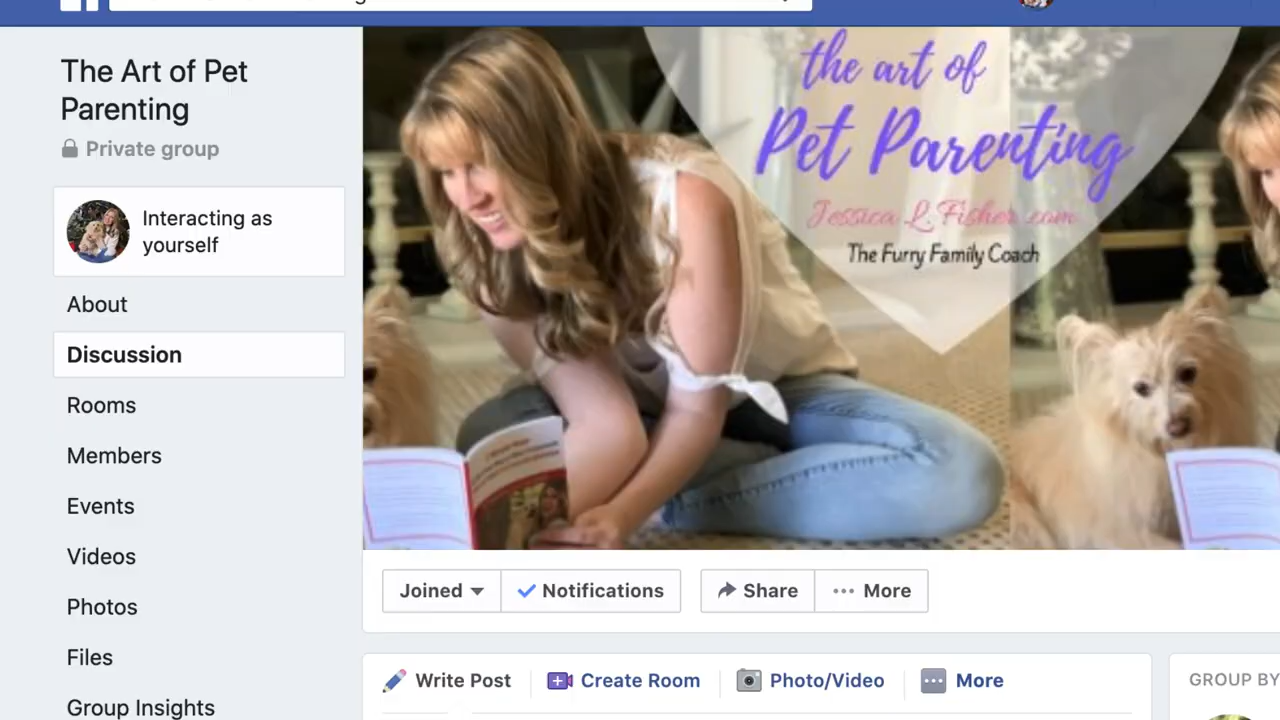 The Art of Pet
Parenting
Private group
Interacting as
yourself
About
Discussion
Rooms
Members
Events
Videos
Photos
Files
Group Insights
the art of
Pet Parenting
Jessica L. Fisher.com
The Furry Family Coach
Joined
Notifications
Share
More
Write Post
Create Room
Photo/Video
More
GROUP BY